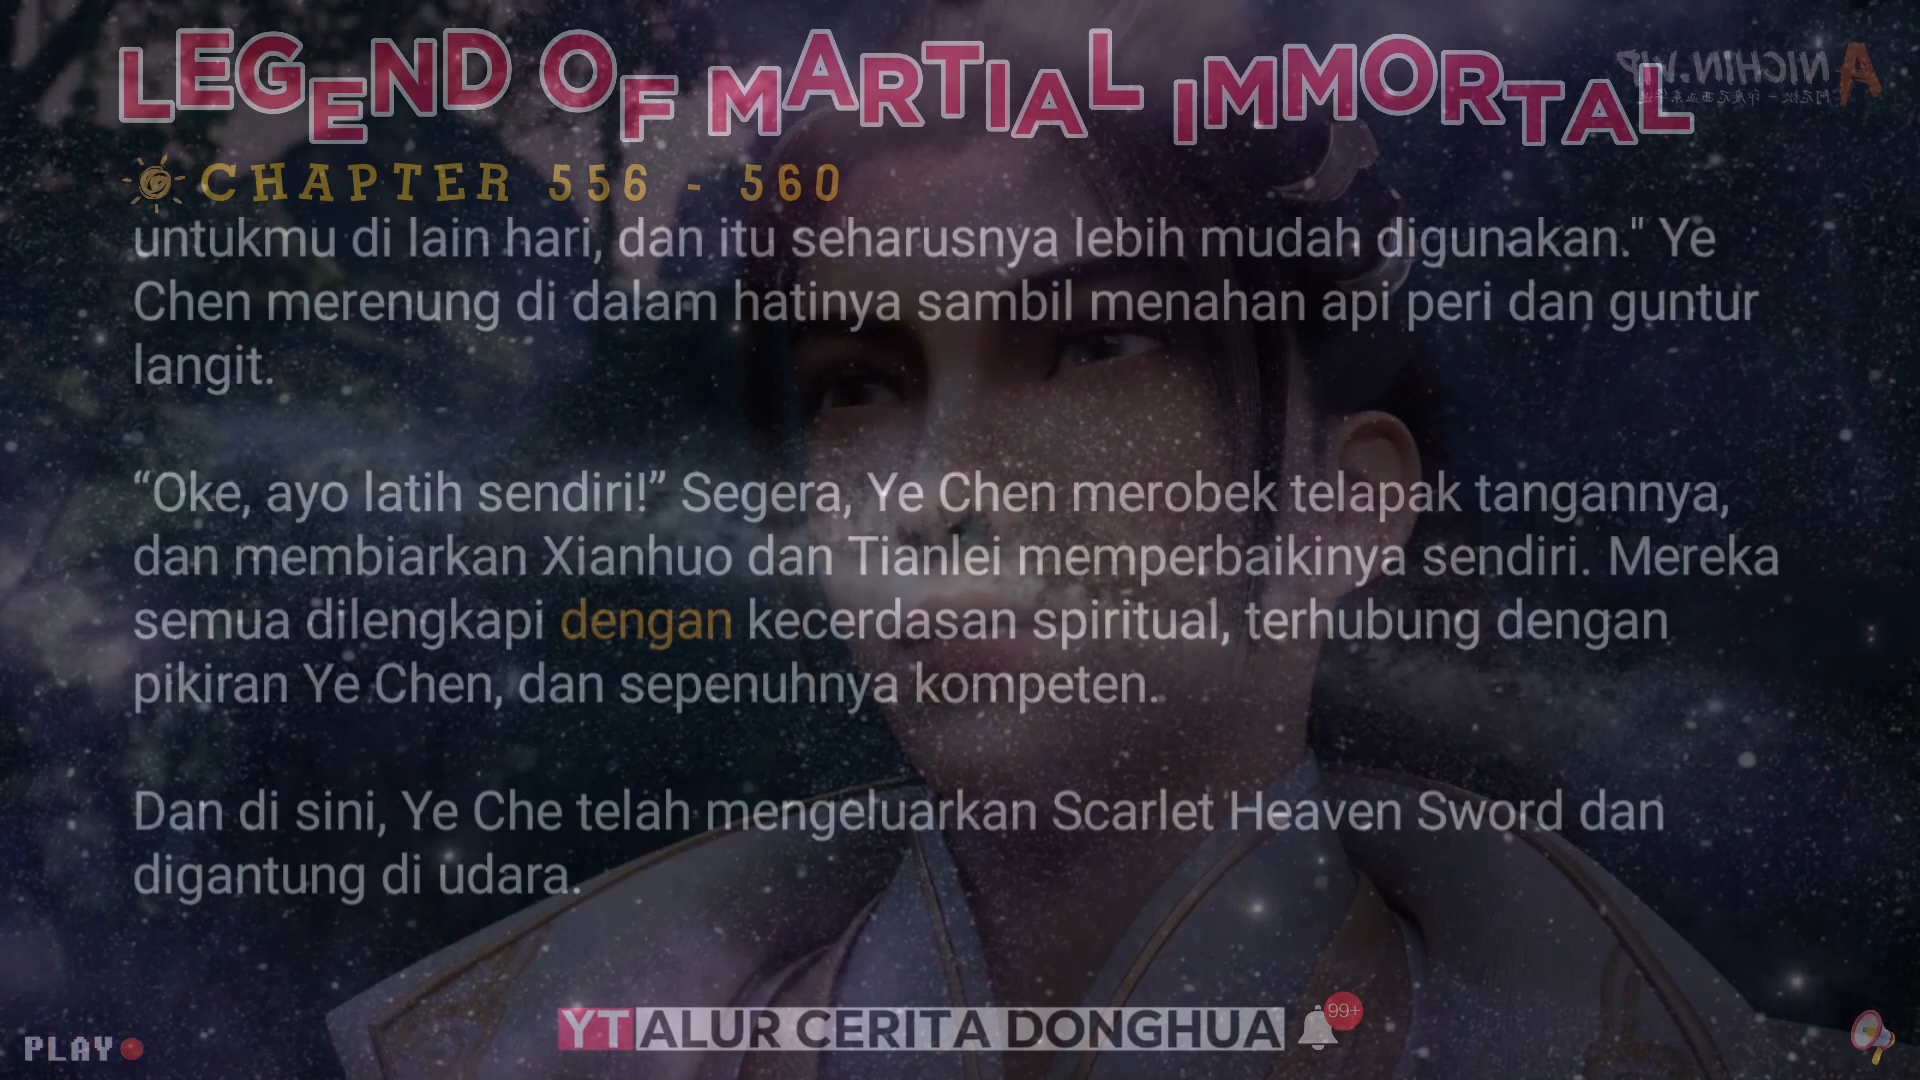 LEGEND OF MARTIAL IMMORTAL
ANICHIN.VIP
CHAPTER 556 - 560
untukmu di lain hari, dan itu seharusnya lebih mudah digunakan." Ye
Chen merenung di dalam hatinya sambil menahan api peri dan guntur
langit.
“Oke, ayo latih sendiri!” Segera, Ye Chen merobek telapak tangannya,
dan membiarkan Xianhuo dan Tianlei memperbaikinya sendiri. Mereka
semua dilengkapi dengan kecerdasan spiritual, terhubung dengan
pikiran Ye Chen, dan sepenuhnya kompeten.
Dan di sini, Ye Che telah mengeluarkan Scarlet Heaven Sword dan
digantung di udara.
YT ALUR CERITA DONGHUA
99+
PLAY